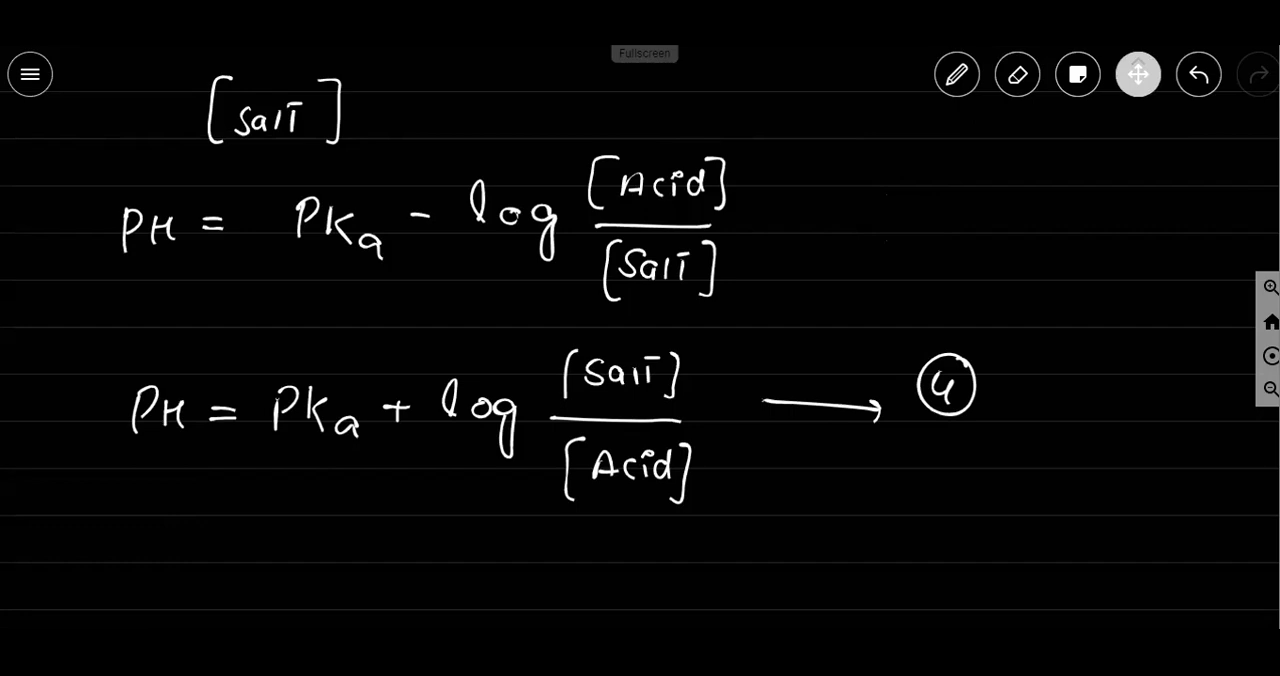 Fullscreen
[Salt]
PH = PKa - log [Acid] / [Salt]
PH = PKa + log [Salt] / [Acid] → 4